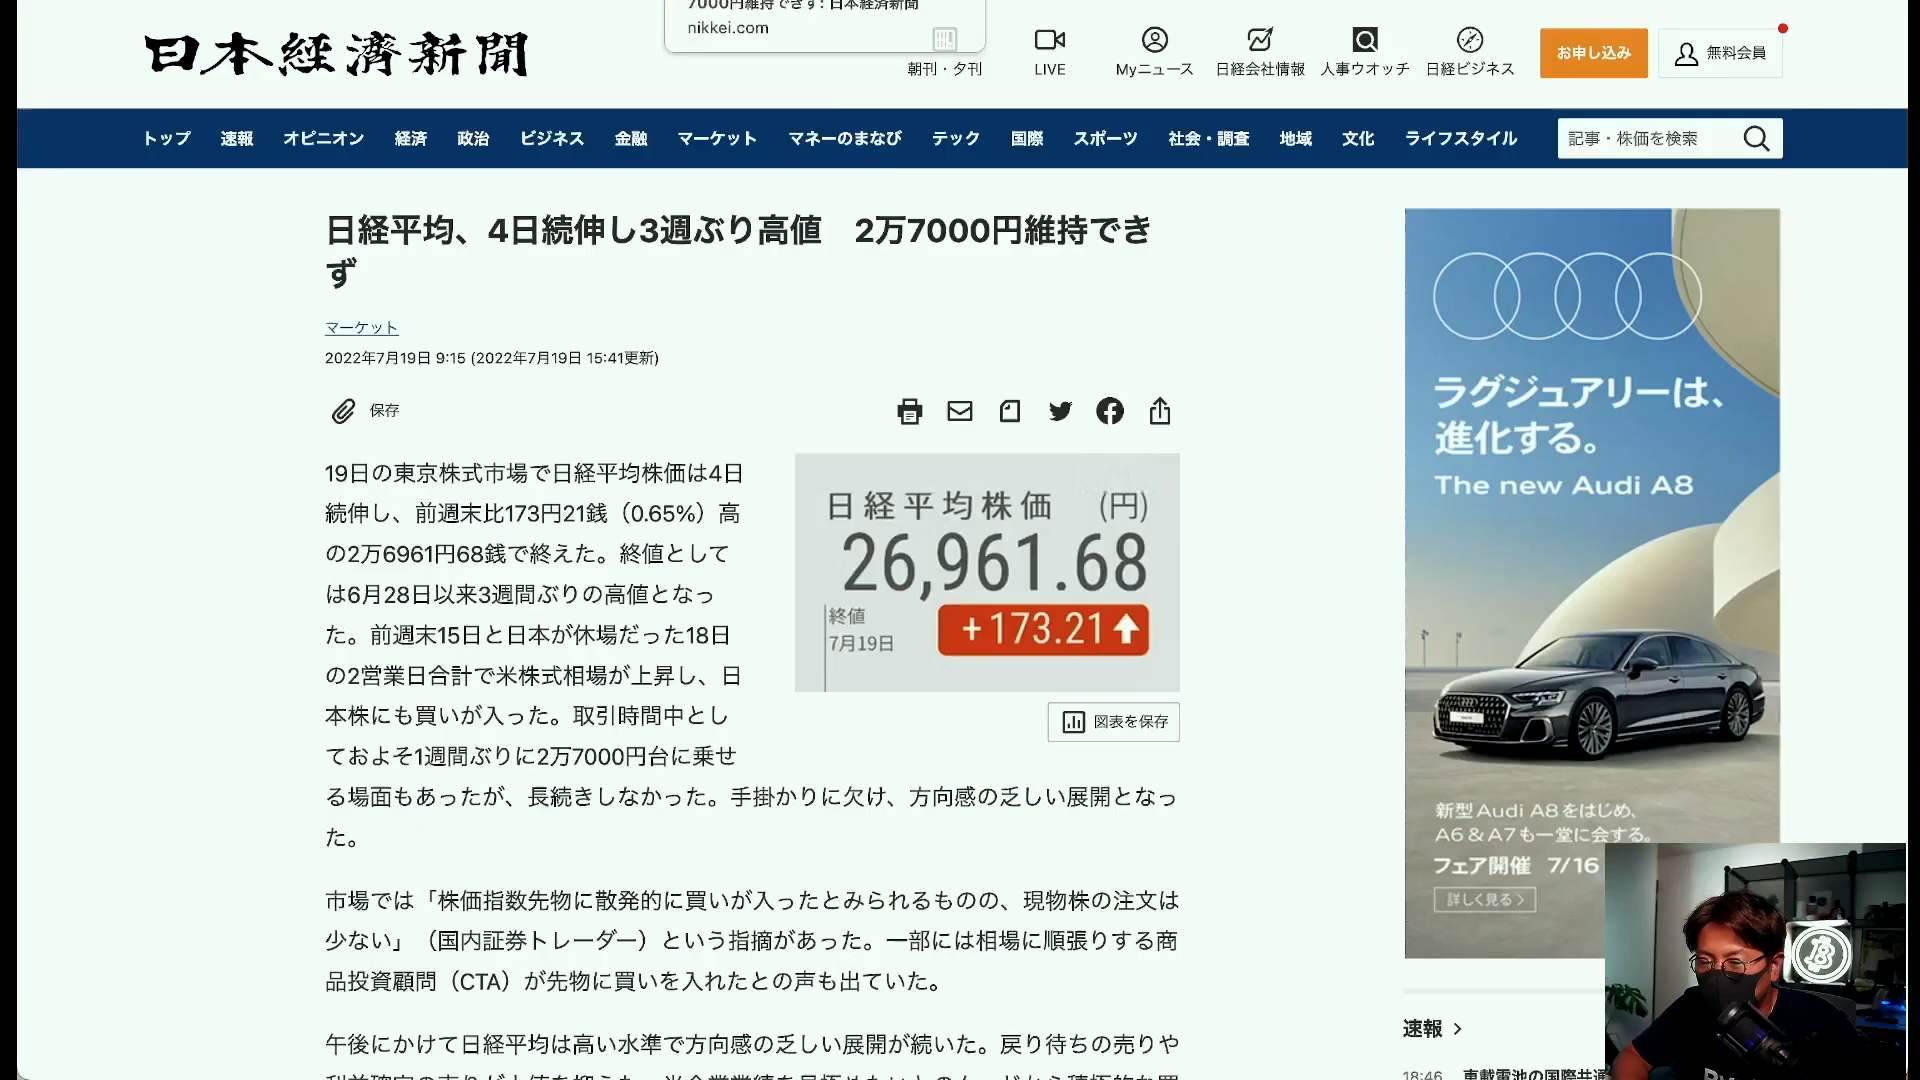 7000円維持できず: 日本経済新聞
nikkei.com
日本経済新聞
朝刊・夕刊
LIVE
Myニュース
日経会社情報
人事ウオッチ
日経ビジネス
お申し込み
無料会員
トップ 速報 オピニオン 経済 政治 ビジネス 金融 マーケット マネーのまなび テック 国際 スポーツ 社会・調査 地域 文化 ライフスタイル
記事・株価を検索
日経平均、4日続伸し3週ぶり高値　2万7000円維持でき
ず
マーケット
2022年7月19日 9:15 (2022年7月19日 15:41更新)
保存
19日の東京株式市場で日経平均株価は4日
続伸し、前週末比173円21銭（0.65%）高
の2万6961円68銭で終えた。終値として
は6月28日以来3週間ぶりの高値となっ
た。前週末15日と日本が休場だった18日
の2営業日合計で米株式相場が上昇し、日
本株にも買いが入った。取引時間中とし
ておよそ1週間ぶりに2万7000円台に乗せ
る場面もあったが、長続きしなかった。手掛かりに欠け、方向感の乏しい展開となっ
た。
日経平均株価 (円)
26,961.68
終値
7月19日
+173.21
図表を保存
市場では「株価指数先物に散発的に買いが入ったとみられるものの、現物株の注文は
少ない」（国内証券トレーダー）という指摘があった。一部には相場に順張りする商
品投資顧問（CTA）が先物に買いを入れたとの声も出ていた。
午後にかけて日経平均は高い水準で方向感の乏しい展開が続いた。戻り待ちの売りや
ラグジュアリーは、
進化する。
The new Audi A8
新型 Audi A8 をはじめ、
A6 & A7 も一堂に会する。
フェア開催 7/16
詳しく見る
速報
18:46 車載電池の国際共通